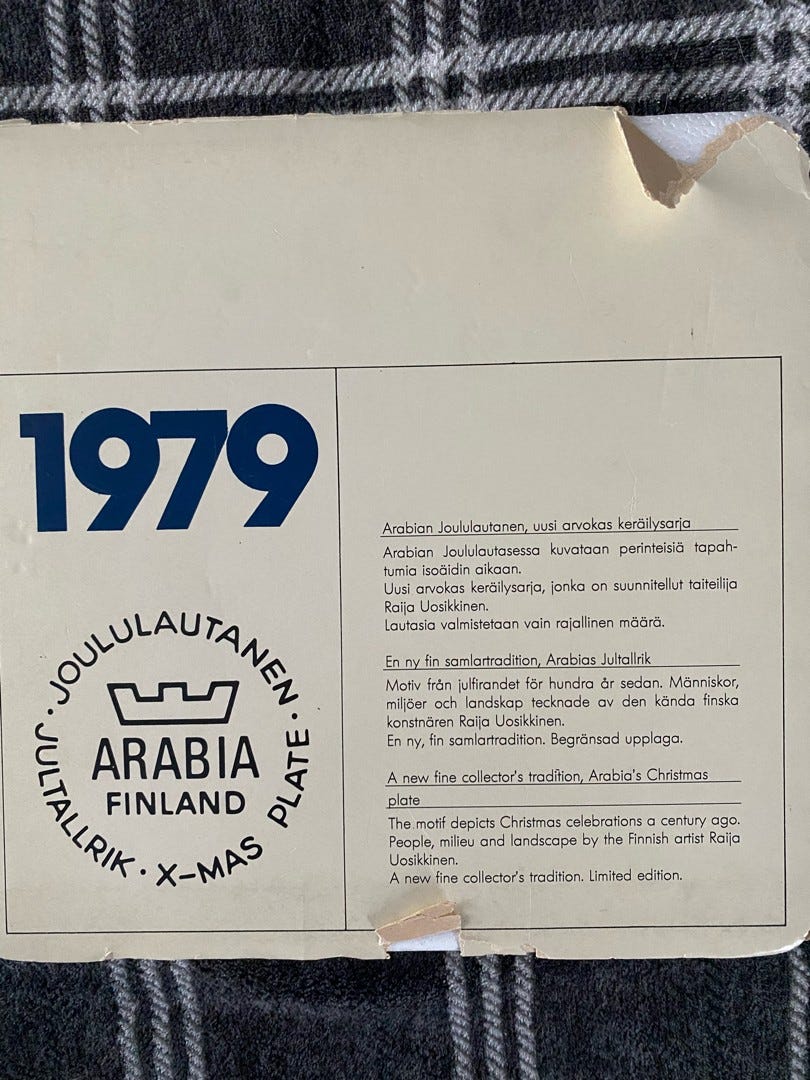 1979
JOULULAUTANEN · X-MAS PLATE · JULTALLRIK ·
ARABIA
FINLAND
Arabian Joululautanen, uusi arvokas keräilysarja
Arabian Joululautasessa kuvataan perinteisiä tapah-
tumia isoäidin aikaan.
Uusi arvokas keräilysarja, jonka on suunnitellut taiteilija
Raija Uosikkinen.
Lautasia valmistetaan vain rajallinen määrä.
En ny fin samlartradition, Arabias Jultallrik
Motiv från julfirandet för hundra år sedan. Människor,
miljöer och landskap tecknade av den kända finska
konstnären Raija Uosikkinen.
En ny, fin samlartradition. Begränsad upplaga.
A new fine collector's tradition, Arabia's Christmas
plate
The motif depicts Christmas celebrations a century ago.
People, milieu and landscape by the Finnish artist Raija
Uosikkinen.
A new fine collector's tradition. Limited edition.